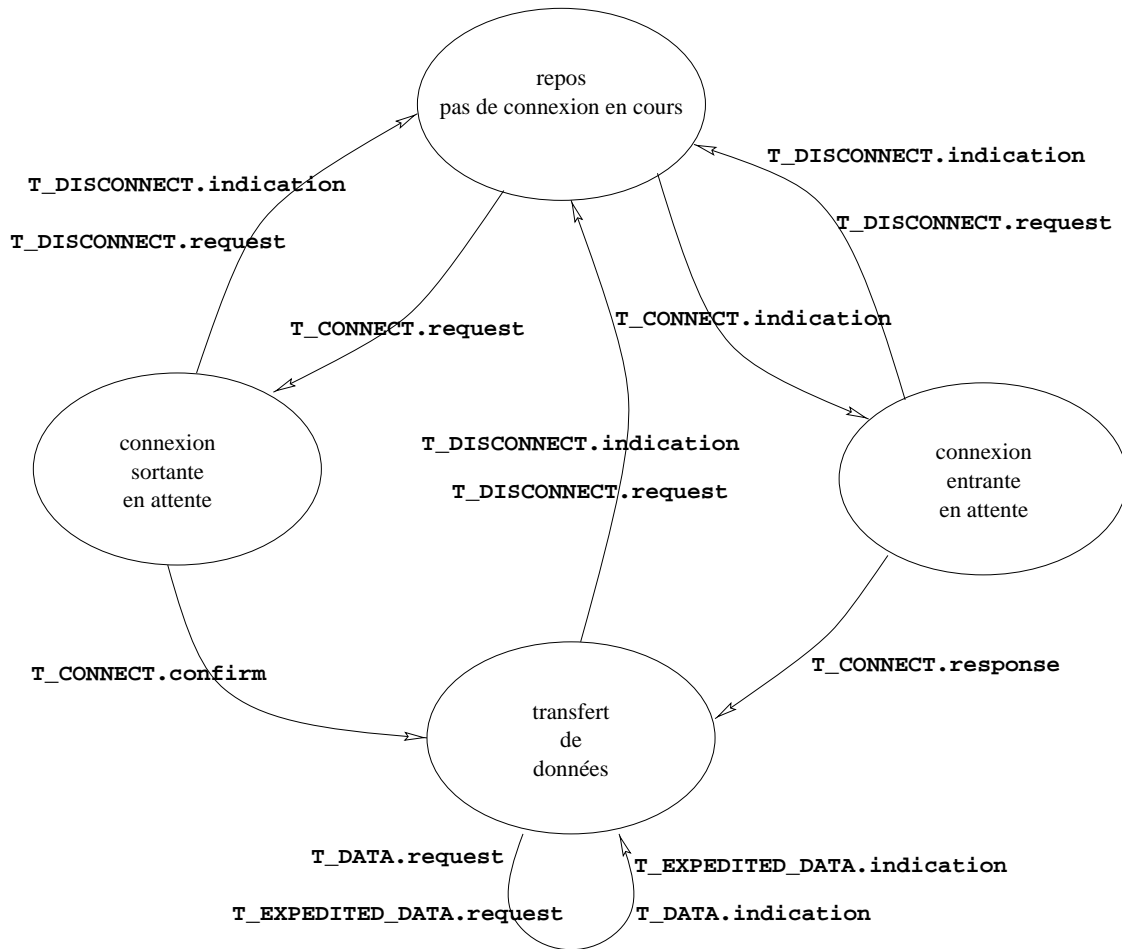 repos
pas de connexion en cours
T_DISCONNECT.indication
T_DISCONNECT.request
T_DISCONNECT.indication
T_DISCONNECT.request
T_CONNECT.request
T_CONNECT.indication
connexion
sortante
en attente
T_DISCONNECT.indication
T_DISCONNECT.request
connexion
entrante
en attente
T_CONNECT.confirm
T_CONNECT.response
transfert
de
données
T_DATA.request
T_EXPEDITED_DATA.request
T_EXPEDITED_DATA.indication
T_DATA.indication